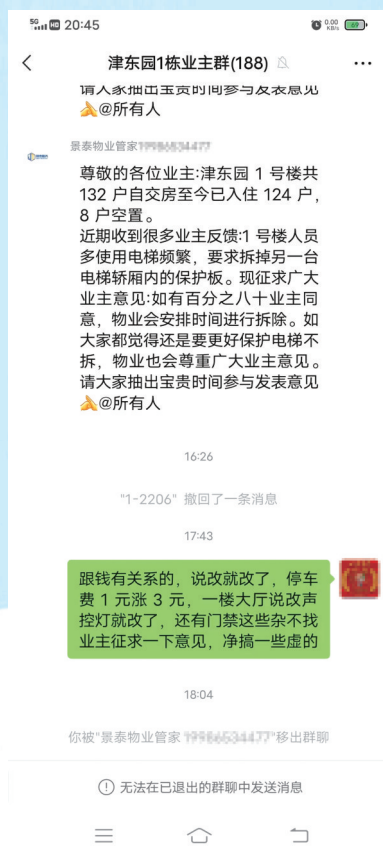 5G HD 20:45 0.00 KB/s 69
津东园1栋业主群(188)
请大家抽出宝贵时间参与发表意见
🙏@所有人
景泰物业管家
尊敬的各位业主:津东园 1 号楼共
132 户自交房至今已入住 124 户,
8 户空置。
近期收到很多业主反馈:1 号楼人员
多使用电梯频繁，要求拆掉另一台
电梯轿厢内的保护板。现征求广大
业主意见:如有百分之八十业主同
意，物业会安排时间进行拆除。如
大家都觉得还是要更好保护电梯不
拆，物业也会尊重广大业主意见。
请大家抽出宝贵时间参与发表意见
🙏@所有人
16:26
"1-2206" 撤回了一条消息
17:43
跟钱有关系的，说改就改了，停车
费 1 元涨 3 元，一楼大厅说改声
控灯就改了，还有门禁这些杂不找
业主征求一下意见，净搞一些虚的
18:04
你被"景泰物业管家 "移出群聊
无法在已退出的群聊中发送消息